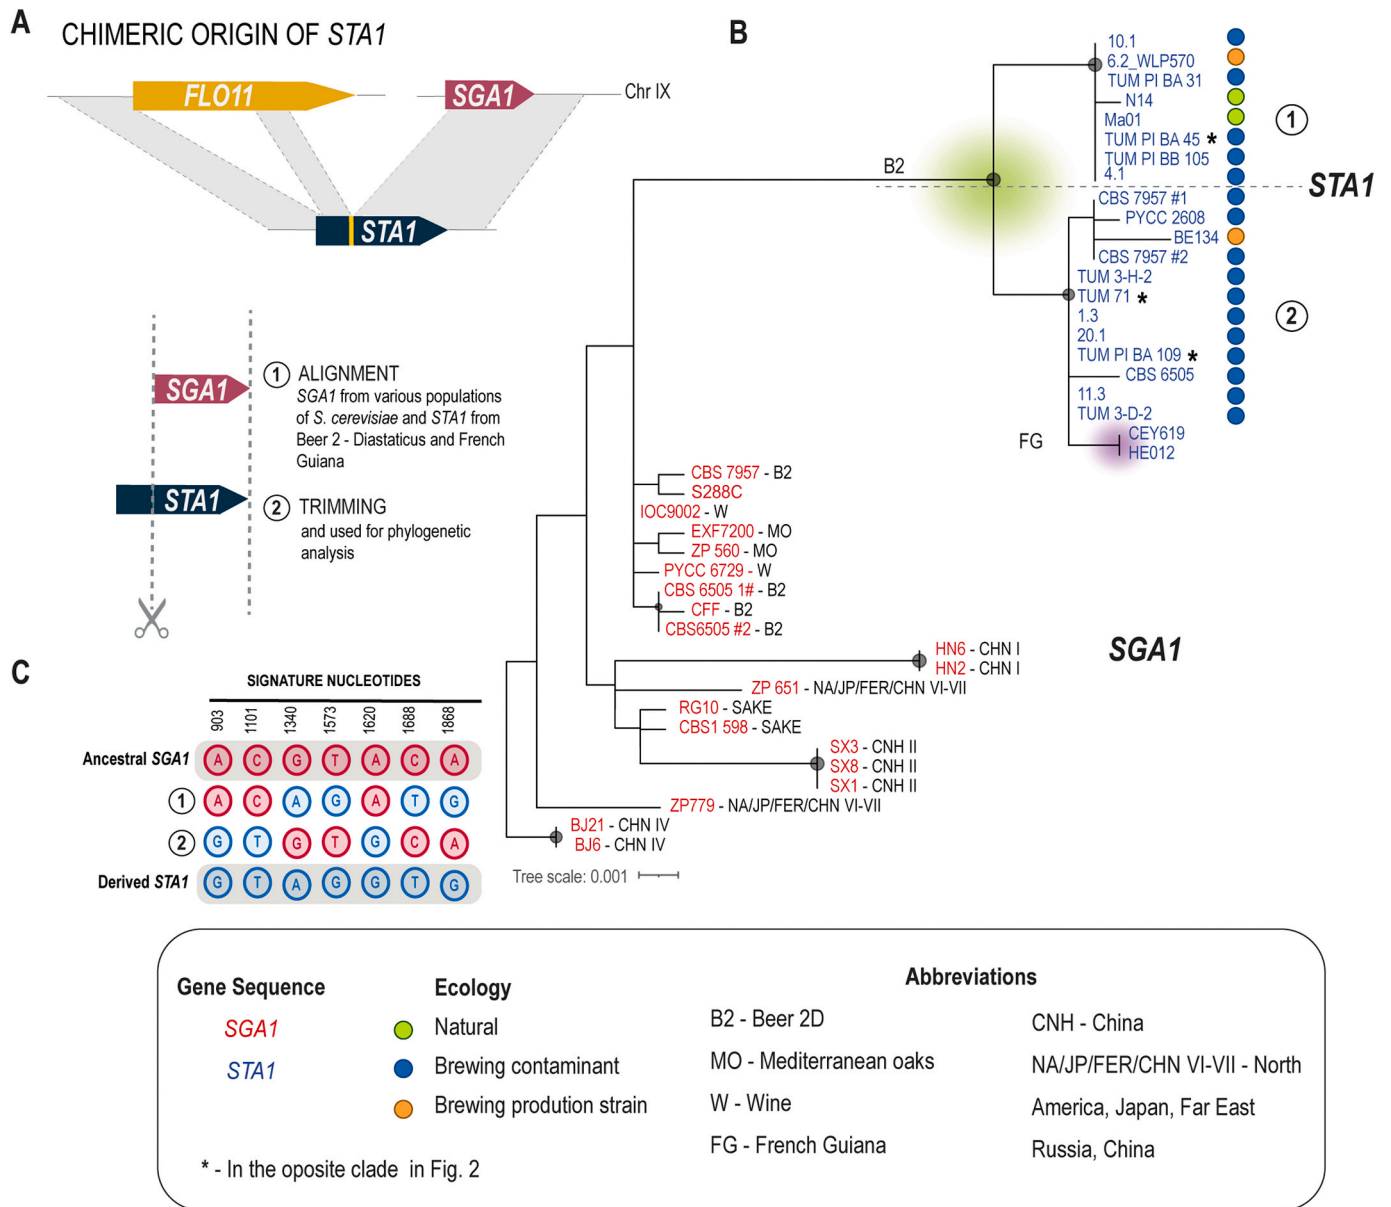 A
CHIMERIC ORIGIN OF STA1
FLO11
SGA1
Chr IX
STA1
SGA1
STA1
1 ALIGNMENT
SGA1 from various populations
of S. cerevisiae and STA1 from
Beer 2 - Diastaticus and French
Guiana
2 TRIMMING
and used for phylogenetic
analysis
B
B2
10.1
6.2_WLP570
TUM PI BA 31
N14
Ma01
TUM PI BA 45 *
TUM PI BB 105
4.1
1
STA1
CBS 7957 #1
PYCC 2608
BE134
CBS 7957 #2
TUM 3-H-2
TUM 71 *
1.3
20.1
TUM PI BA 109 *
CBS 6505
11.3
TUM 3-D-2
2
FG
CEY619
HE012
CBS 7957 - B2
S288C
IOC9002 - W
EXF7200 - MO
ZP 560 - MO
PYCC 6729 - W
CBS 6505 1# - B2
CFF - B2
CBS6505 #2 - B2
SGA1
HN6 - CHN I
HN2 - CHN I
ZP 651 - NA/JP/FER/CHN VI-VII
RG10 - SAKE
CBS1 598 - SAKE
SX3 - CNH II
SX8 - CNH II
SX1 - CNH II
ZP779 - NA/JP/FER/CHN VI-VII
BJ21 - CHN IV
BJ6 - CHN IV
Tree scale: 0.001
C
SIGNATURE NUCLEOTIDES
903 1101 1340 1573 1620 1688 1868
Ancestral SGA1 A C G T A C A
1 A C A G A T G
2 G T G T G C A
Derived STA1 G T A G G T G
Gene Sequence
SGA1
STA1
Ecology
Natural
Brewing contaminant
Brewing prodution strain
* - In the oposite clade in Fig. 2
Abbreviations
B2 - Beer 2D
MO - Mediterranean oaks
W - Wine
FG - French Guiana
CNH - China
NA/JP/FER/CHN VI-VII - North
America, Japan, Far East
Russia, China